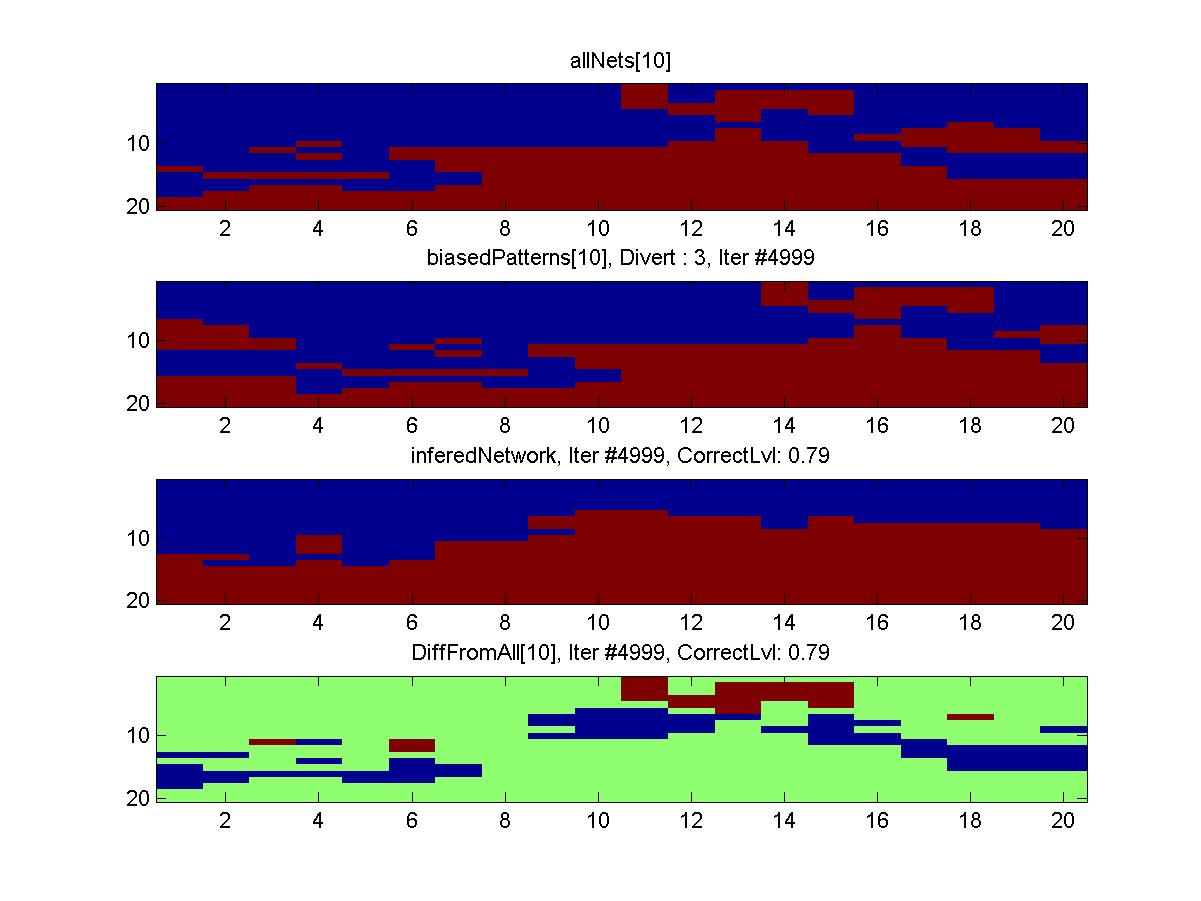 allNets[10]
10
20
2 4 6 8 10 12 14 16 18 20
biasedPatterns[10], Divert : 3, Iter #4999
10
20
2 4 6 8 10 12 14 16 18 20
inferedNetwork, Iter #4999, CorrectLvl: 0.79
10
20
2 4 6 8 10 12 14 16 18 20
DiffFromAll[10], Iter #4999, CorrectLvl: 0.79
10
20
2 4 6 8 10 12 14 16 18 20